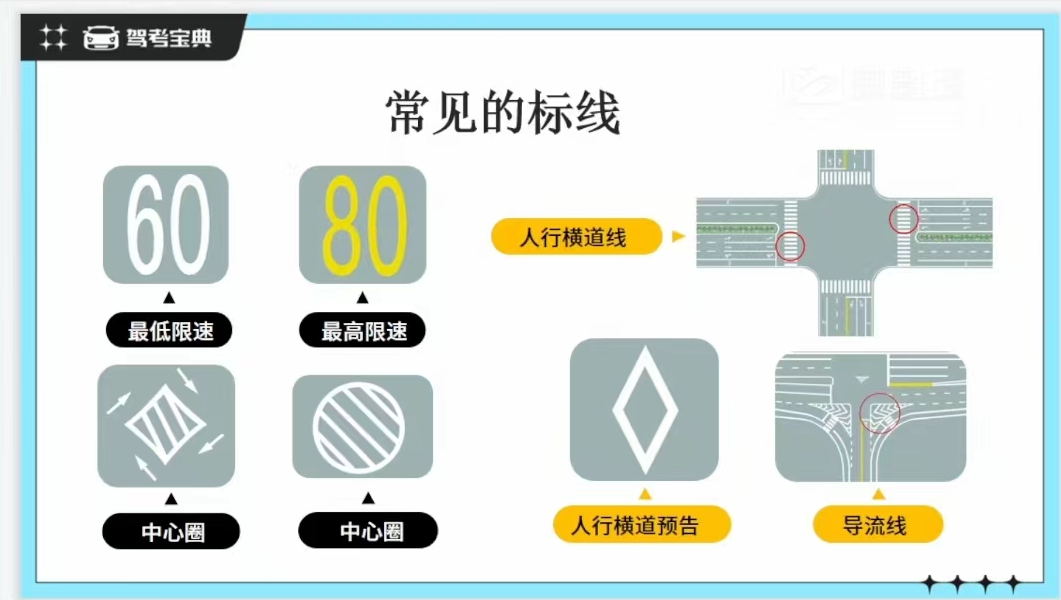 驾考宝典
常见的标线
60
80
人行横道线
最低限速
最高限速
中心圈
中心圈
人行横道预告
导流线